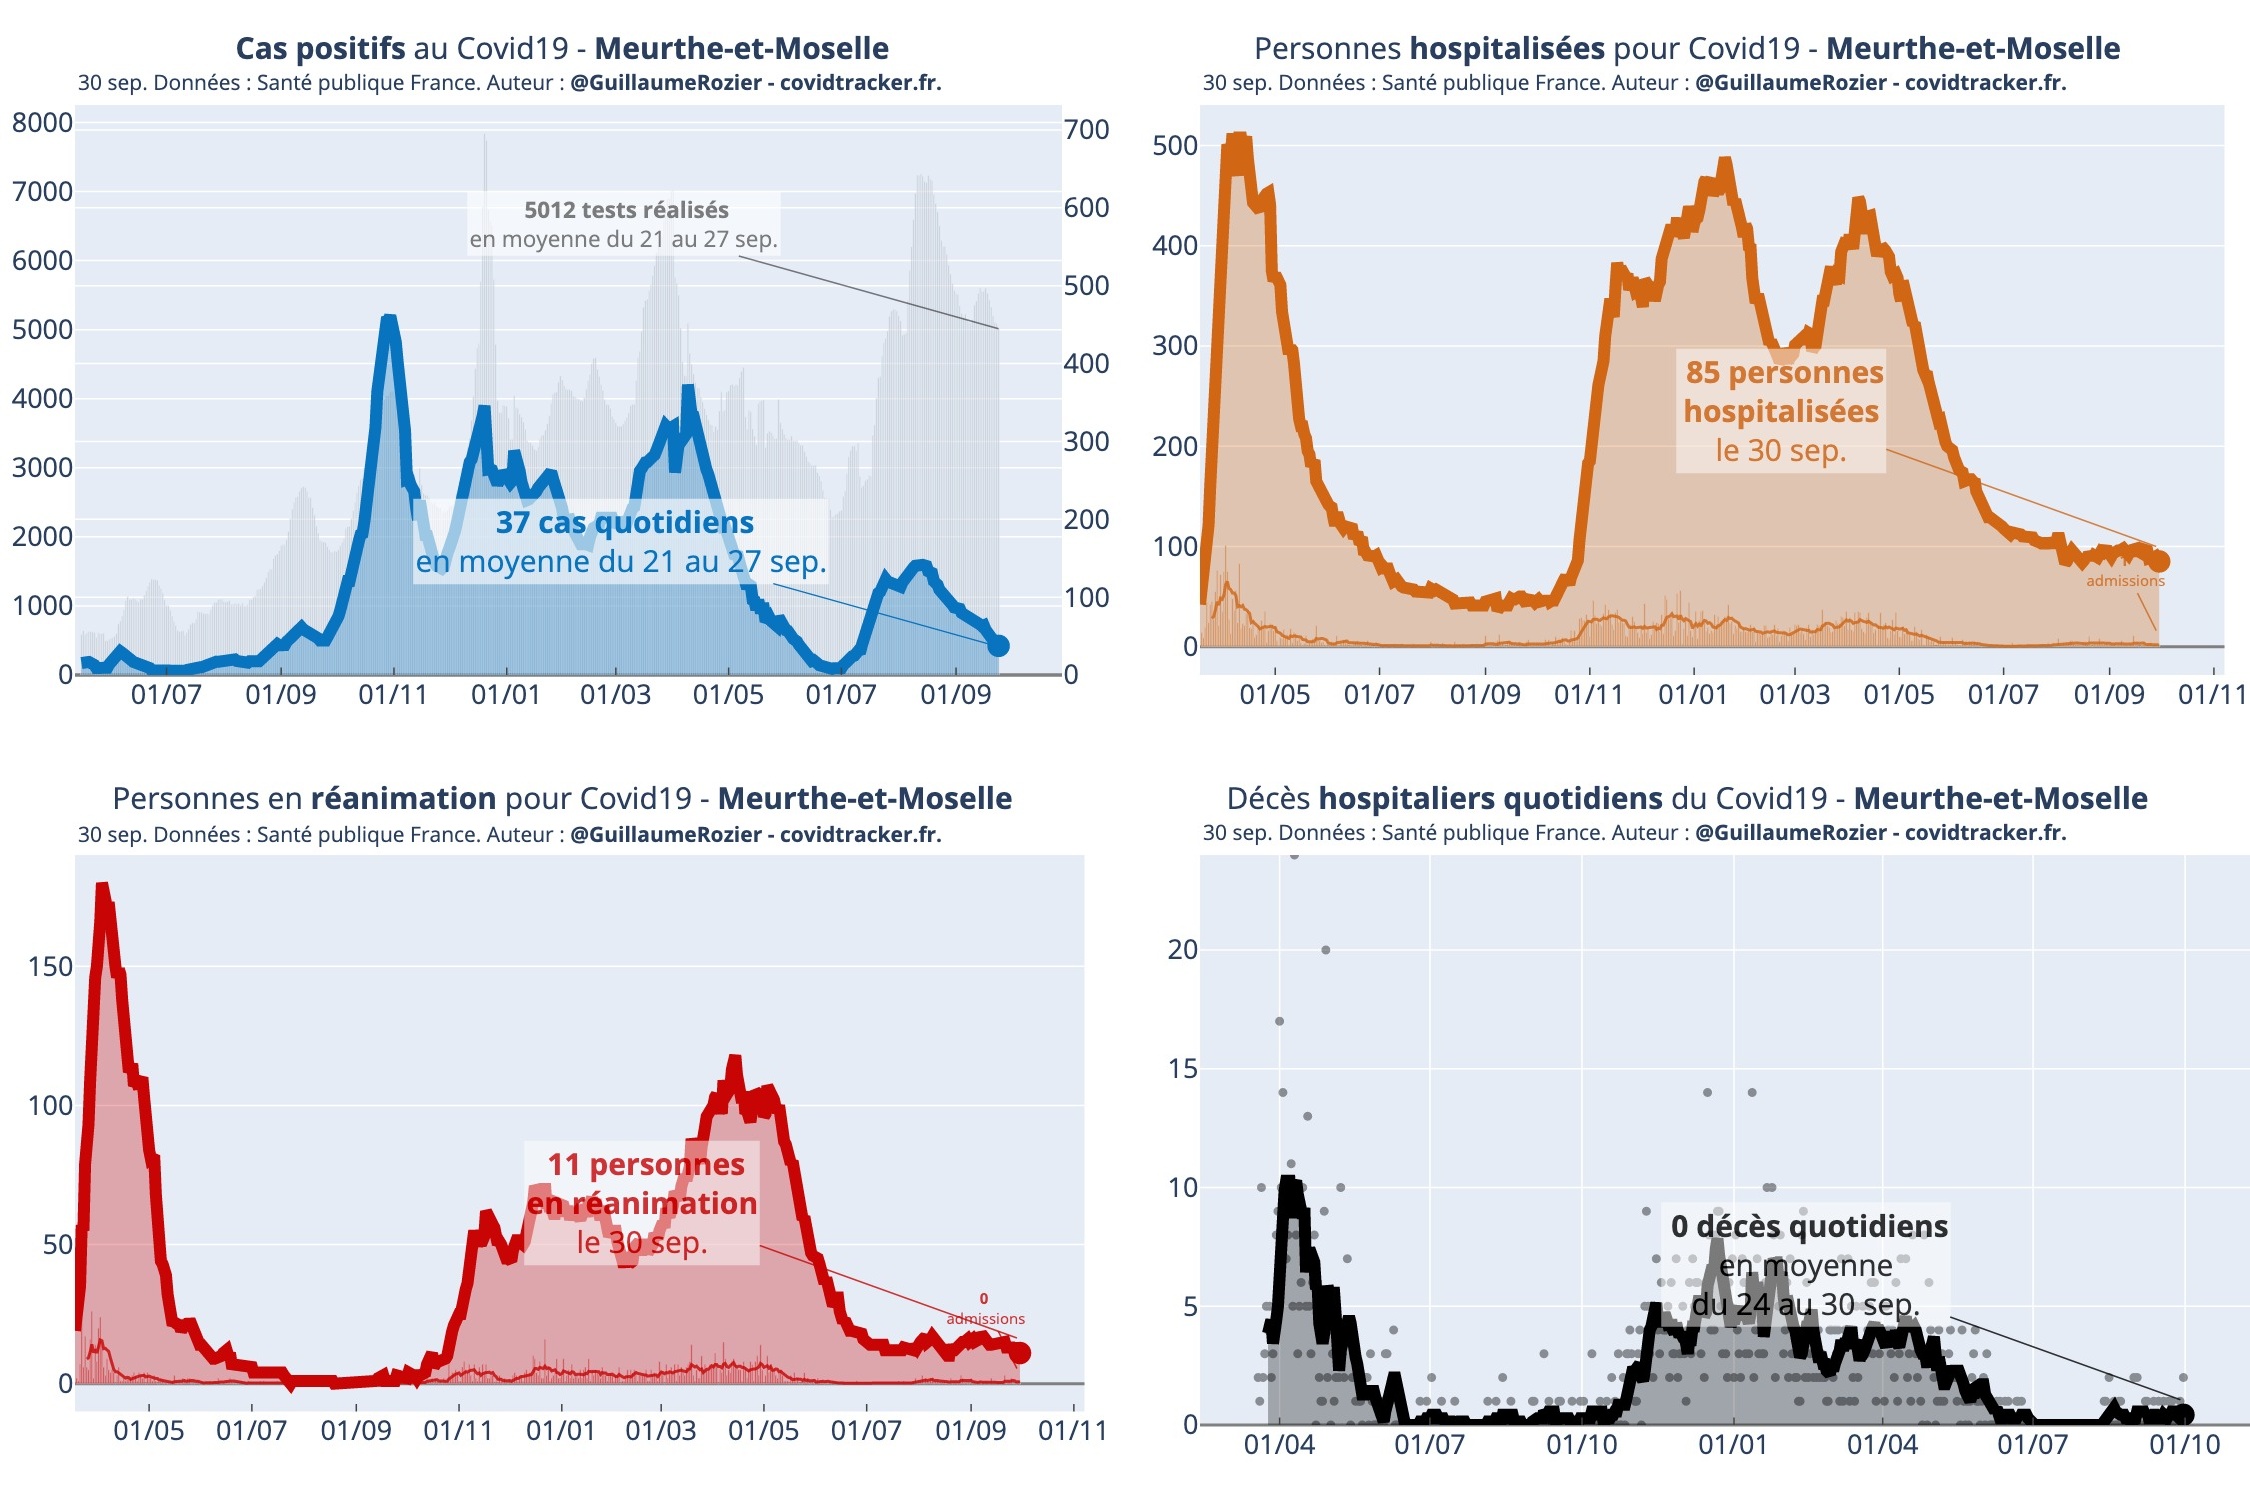 Cas positifs au Covid19 - Meurthe-et-Moselle
30 sep. Données : Santé publique France. Auteur : @GuillaumeRozier - covidtracker.fr.
8000
7000
6000
5000
4000
3000
2000
1000
0
700
600
500
400
300
200
100
0
5012 tests réalisés
en moyenne du 21 au 27 sep.
37 cas quotidiens
en moyenne du 21 au 27 sep.
01/07 01/09 01/11 01/01 01/03 01/05 01/07 01/09
Personnes hospitalisées pour Covid19 - Meurthe-et-Moselle
30 sep. Données : Santé publique France. Auteur : @GuillaumeRozier - covidtracker.fr.
500
400
300
200
100
0
85 personnes
hospitalisées
le 30 sep.
admissions
01/05 01/07 01/09 01/11 01/01 01/03 01/05 01/07 01/09 01/11
Personnes en réanimation pour Covid19 - Meurthe-et-Moselle
30 sep. Données : Santé publique France. Auteur : @GuillaumeRozier - covidtracker.fr.
150
100
50
0
11 personnes
en réanimation
le 30 sep.
0
admissions
01/05 01/07 01/09 01/11 01/01 01/03 01/05 01/07 01/09 01/11
Décès hospitaliers quotidiens du Covid19 - Meurthe-et-Moselle
30 sep. Données : Santé publique France. Auteur : @GuillaumeRozier - covidtracker.fr.
20
15
10
5
0
0 décès quotidiens
en moyenne
du 24 au 30 sep.
01/04 01/07 01/10 01/01 01/04 01/07 01/10